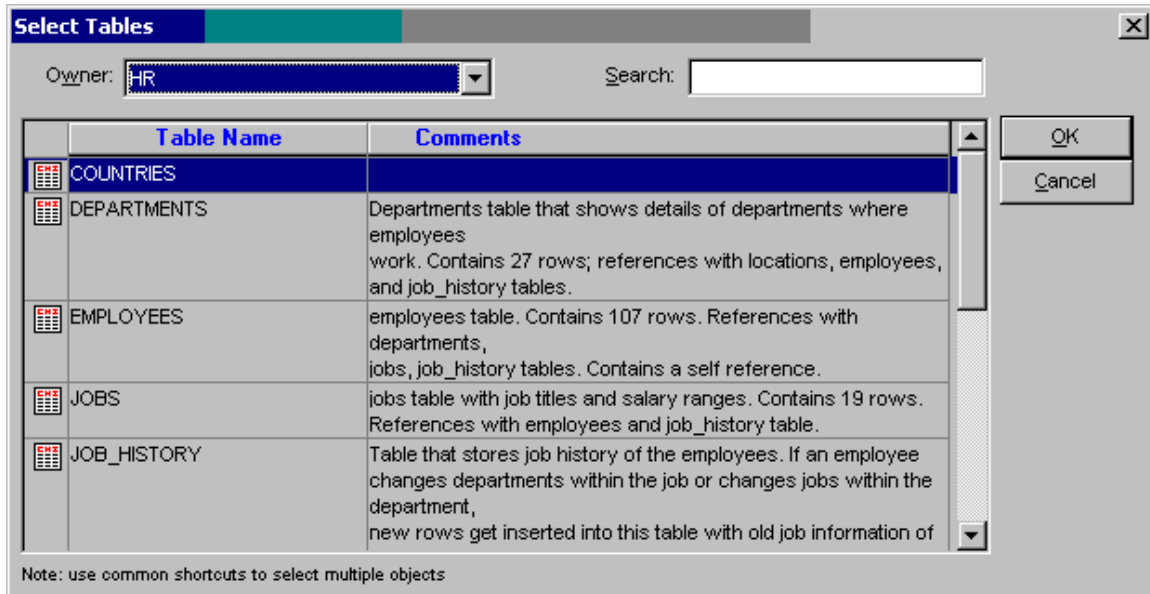 Select Tables
Owner: HR Search:
Table Name Comments
OK
COUNTRIES
Cancel
DEPARTMENTS Departments table that shows details of departments where
employees
work. Contains 27 rows; references with locations, employees,
and job_history tables.
EMPLOYEES employees table. Contains 107 rows. References with
departments,
jobs, job_history tables. Contains a self reference.
JOBS jobs table with job titles and salary ranges. Contains 19 rows.
References with employees and job_history table.
JOB_HISTORY Table that stores job history of the employees. If an employee
changes departments within the job or changes jobs within the
department,
new rows get inserted into this table with old job information of
Note: use common shortcuts to select multiple objects